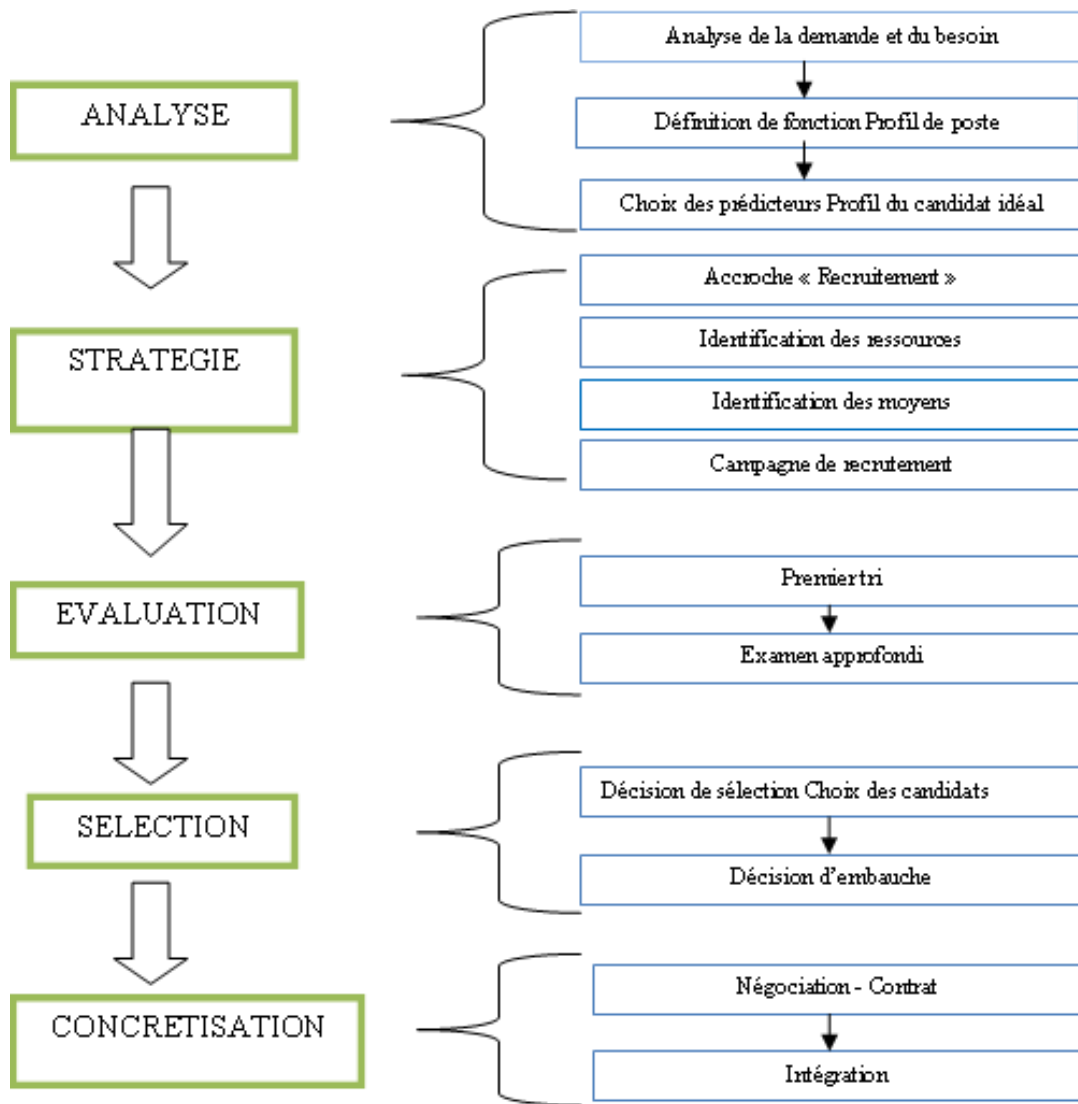 ANALYSE
Analyse de la demande et du besoin
Définition de fonction Profil de poste
Choix des prédicteurs Profil du candidat idéal
STRATEGIE
Accroche « Recruitement »
Identification des ressources
Identification des moyens
Campagne de recrutement
EVALUATION
Premier tri
Examen approfondi
SELECTION
Décision de sélection Choix des candidats
Décision d'embauche
CONCRETISATION
Négociation - Contrat
Intégration